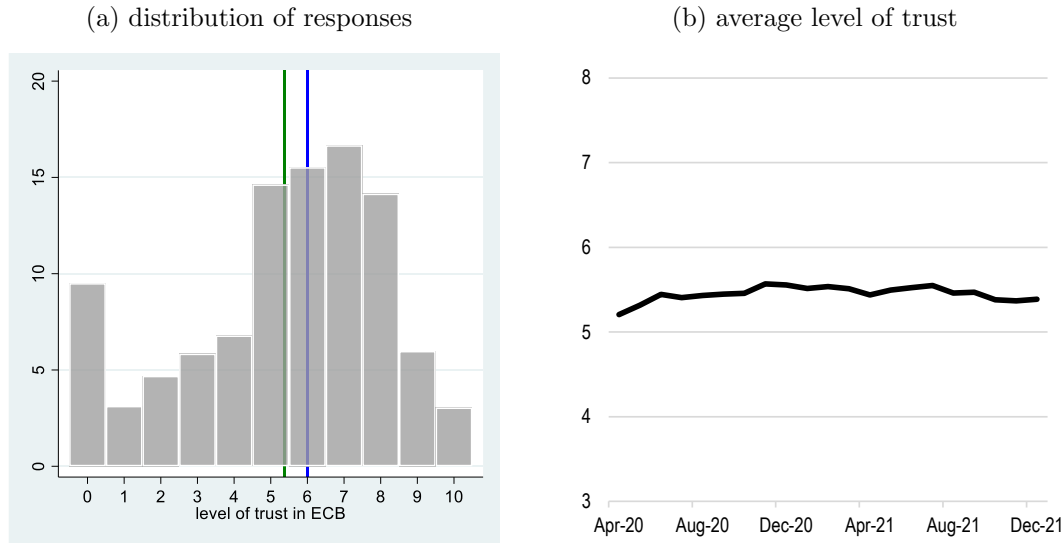 (a) distribution of responses
20
15
10
5
0
0 1 2 3 4 5 6 7 8 9 10
level of trust in ECB
(b) average level of trust
8
7
6
5
4
3
Apr-20 Aug-20 Dec-20 Apr-21 Aug-21 Dec-21